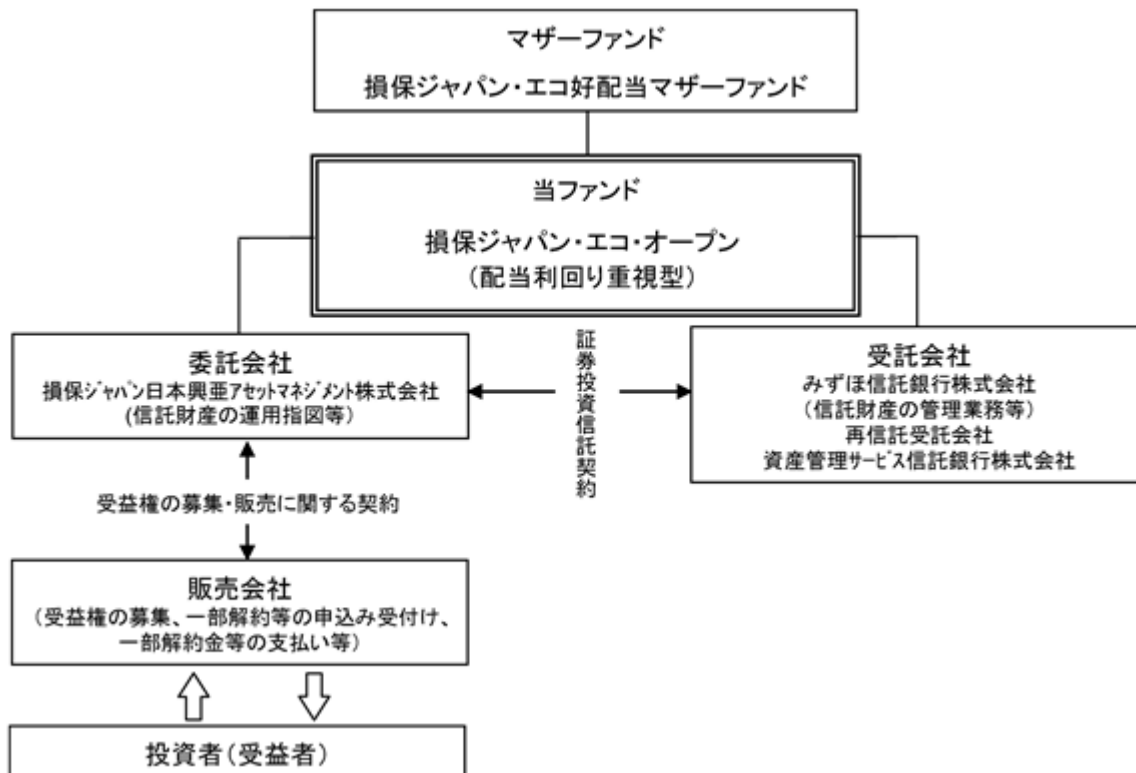 マザーファンド
損保ジャパン・エコ好配当マザーファンド
当ファンド
損保ジャパン・エコ・オープン
（配当利回り重視型）
委託会社
損保ｼﾞｬﾊﾟﾝ日本興亜ｱｾｯﾄﾏﾈｼﾞﾒﾝﾄ株式会社
(信託財産の運用指図等）
証券投資信託契約
受託会社
みずほ信託銀行株式会社
（信託財産の管理業務等）
再信託受託会社
資産管理ｻｰﾋﾞｽ信託銀行株式会社
受益権の募集・販売に関する契約
販売会社
（受益権の募集、一部解約等の申込み受付け、
一部解約金等の支払い等）
投資者（受益者）